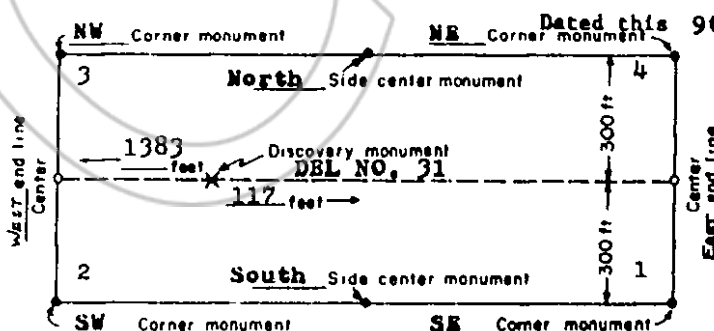 Dated this 9
NW Corner monument NE Corner monument
3 North Side center monument 4
WEST end line
Center
1383 feet Discovery monument
DBL NO. 31
117 feet
300 ft
300 ft
Center
EAST end line
2 South Side center monument 1
SW Corner monument SE Corner monument